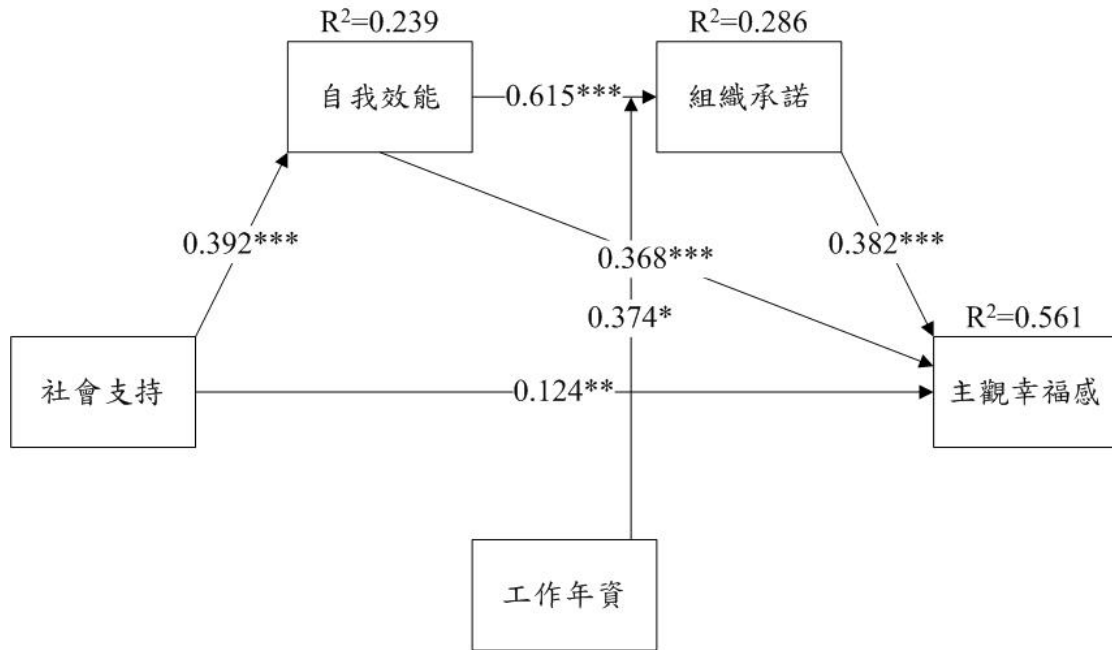 R²=0.239
R²=0.286
自我效能
0.615***
組織承諾
0.392***
0.368***
0.382***
0.374*
R²=0.561
社會支持
0.124**
主觀幸福感
工作年資